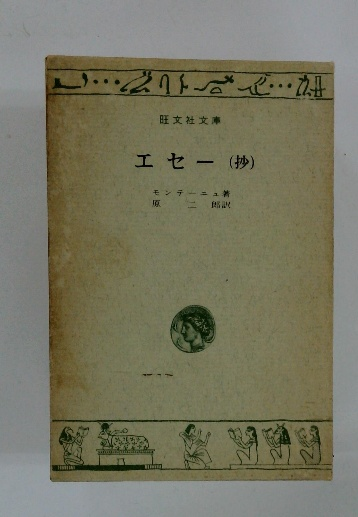 旺文社文庫
エセー(抄)
モンテーニュ著
原二郎訳